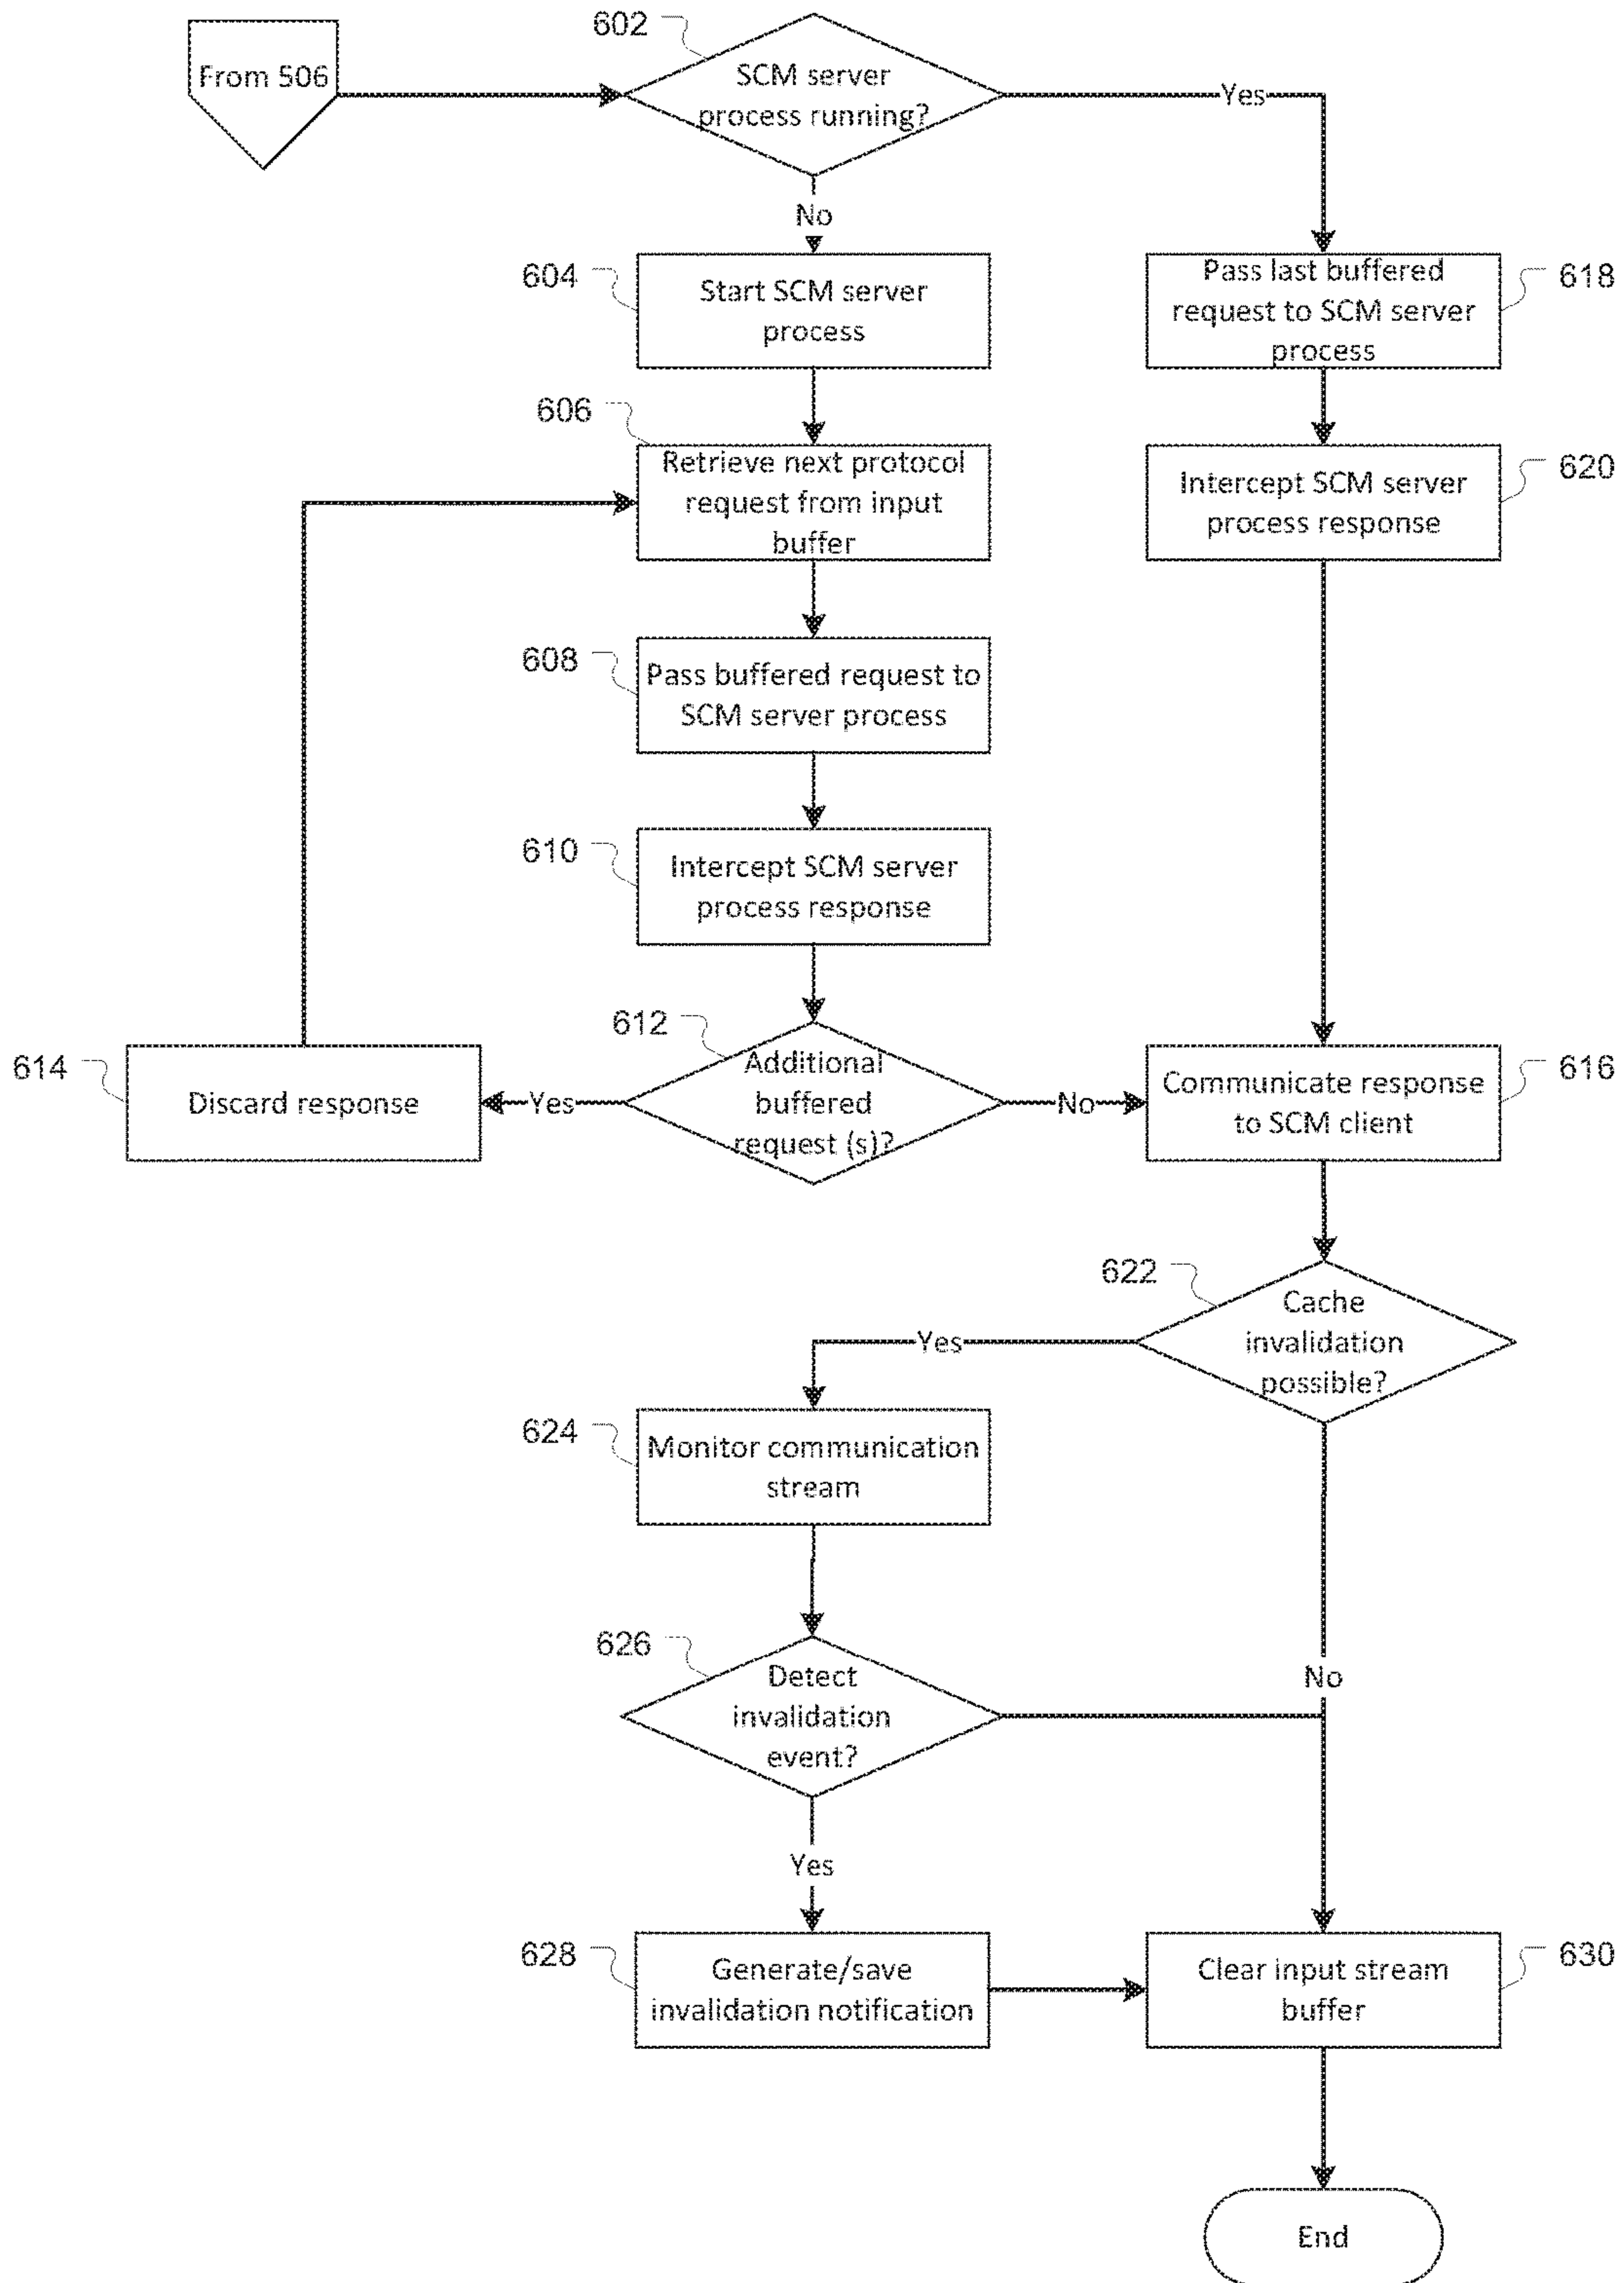 602
From 506
SCM server
process running?
Yes
No
604
Start SCM server
process
Pass last buffered
request to SCM server
process
618
606
Retrieve next protocol
request from input
buffer
Intercept SCM server
process response
620
608
Pass buffered request to
SCM server process
610
Intercept SCM server
process response
612
Additional
buffered
request (s)?
614
Discard response
Yes
No
Communicate response
to SCM client
616
622
Cache
invalidation
possible?
Yes
624
Monitor communication
stream
626
Detect
invalidation
event?
No
Yes
628
Generate/save
invalidation notification
Clear input stream
buffer
630
End